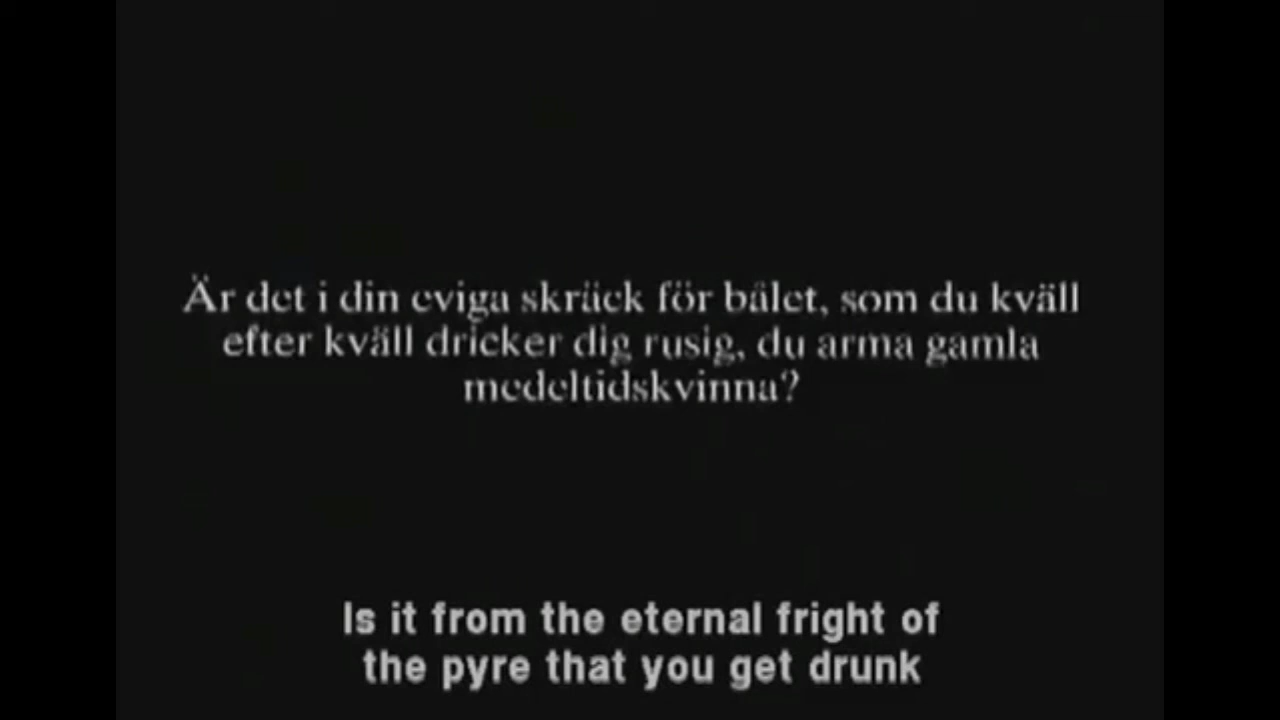 Är det i din eviga skräck för bålet, som du kväll
efter kväll dricker dig rusig, du arma gamla
medeltidskvinna?
Is it from the eternal fright of
the pyre that you get drunk